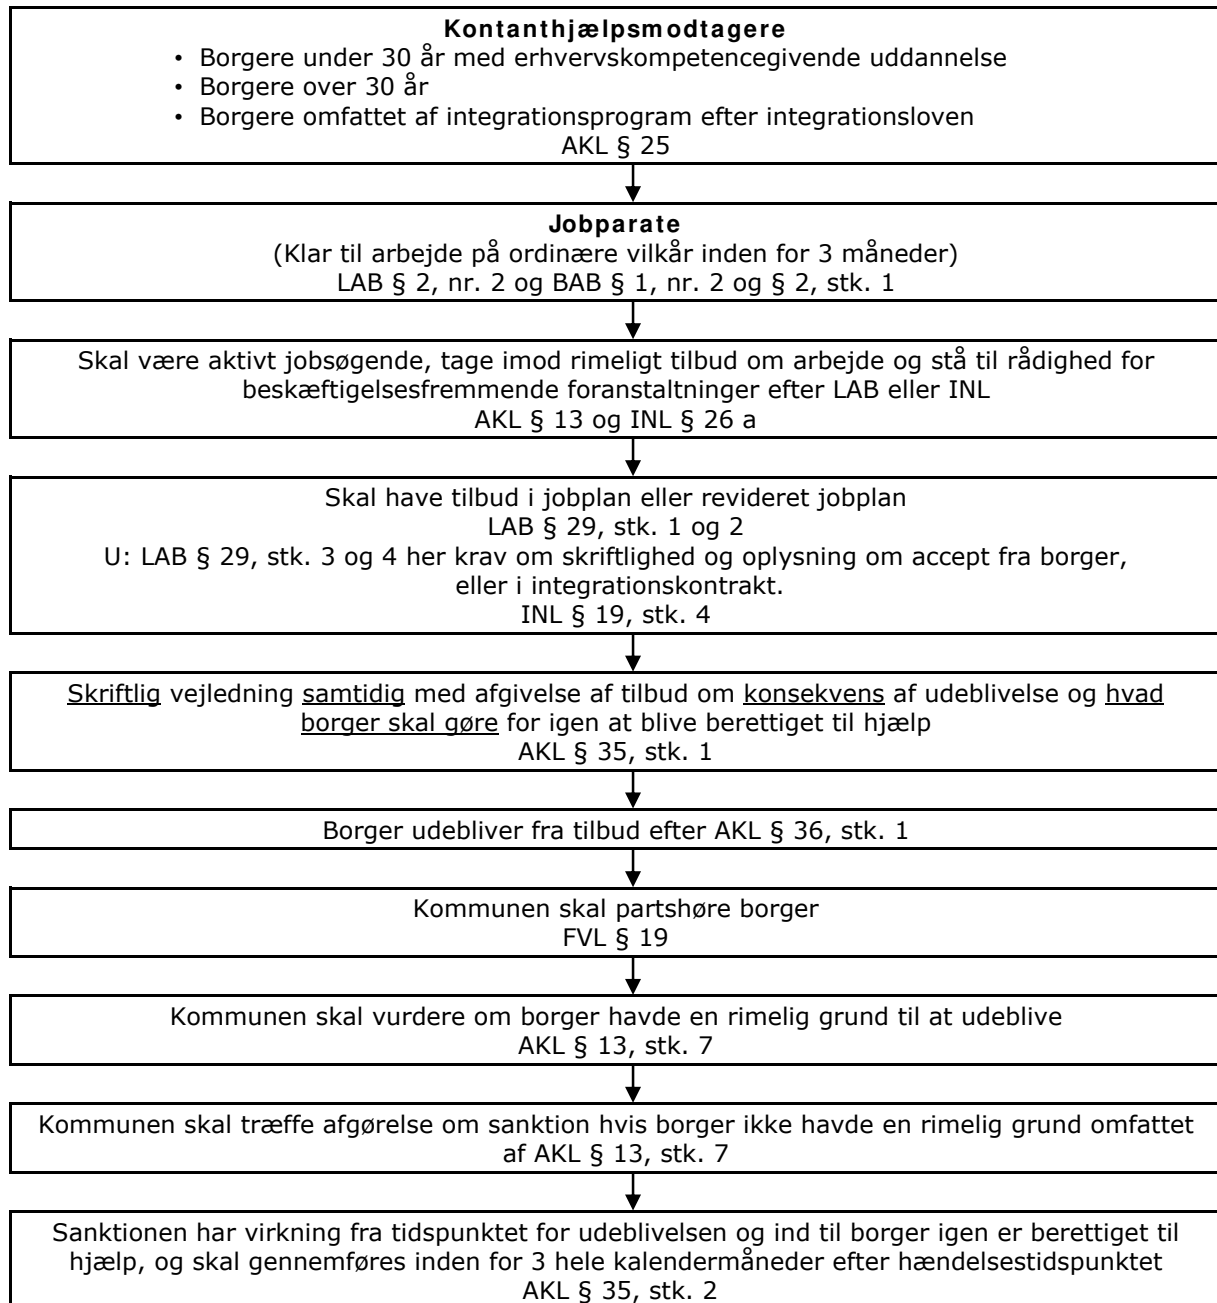 Kontanthjælpsmodtagere
• Borgere under 30 år med erhvervskompetencegivende uddannelse
• Borgere over 30 år
• Borgere omfattet af integrationsprogram efter integrationsloven
AKL § 25
Jobparate
(Klar til arbejde på ordinære vilkår inden for 3 måneder)
LAB § 2, nr. 2 og BAB § 1, nr. 2 og § 2, stk. 1
Skal være aktivt jobsøgende, tage imod rimeligt tilbud om arbejde og stå til rådighed for
beskæftigelsesfremmende foranstaltninger efter LAB eller INL
AKL § 13 og INL § 26 a
Skal have tilbud i jobplan eller revideret jobplan
LAB § 29, stk. 1 og 2
U: LAB § 29, stk. 3 og 4 her krav om skriftlighed og oplysning om accept fra borger,
eller i integrationskontrakt.
INL § 19, stk. 4
Skriftlig vejledning samtidig med afgivelse af tilbud om konsekvens af udeblivelse og hvad
borger skal gøre for igen at blive berettiget til hjælp
AKL § 35, stk. 1
Borger udebliver fra tilbud efter AKL § 36, stk. 1
Kommunen skal partshøre borger
FVL § 19
Kommunen skal vurdere om borger havde en rimelig grund til at udeblive
AKL § 13, stk. 7
Kommunen skal træffe afgørelse om sanktion hvis borger ikke havde en rimelig grund omfattet
af AKL § 13, stk. 7
Sanktionen har virkning fra tidspunktet for udeblivelsen og ind til borger igen er berettiget til
hjælp, og skal gennemføres inden for 3 hele kalendermåneder efter hændelsestidspunktet
AKL § 35, stk. 2